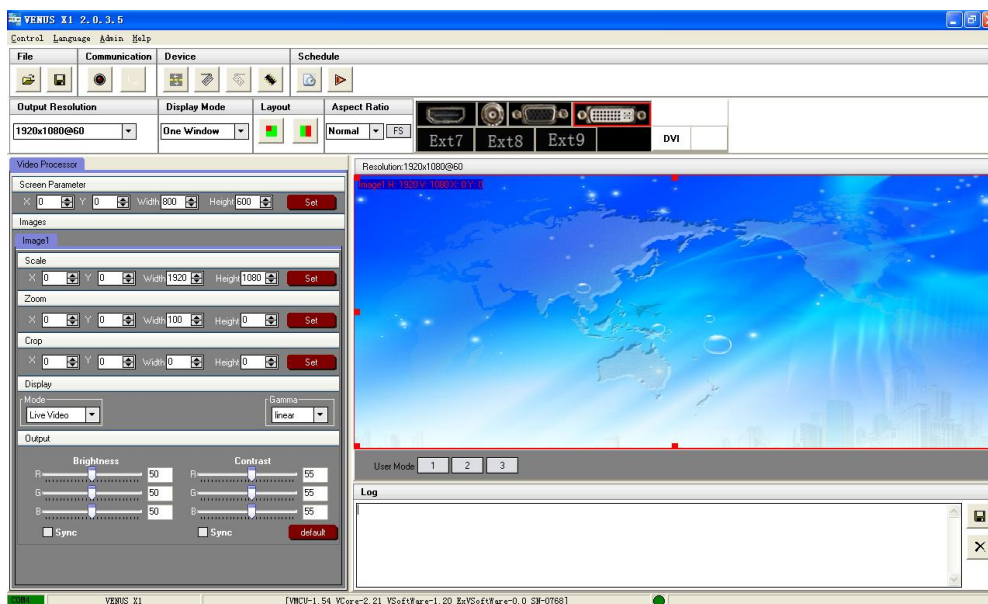 VENUS X1 2.0.3.5
Control Language Admin Help
File Communication Device Schedule
Output Resolution Display Mode Layout Aspect Ratio
1920x1080@60 One Window Normal FS
Ext7 Ext8 Ext9 DVI
Video Processor
Resolution:1920x1080@60
Screen Parameter
X 0 Y 0 Width 800 Height 600 Set
Images
Image1
Scale
X 0 Y 0 Width 1920 Height 1080 Set
Zoom
X 0 Y 0 Width 100 Height 0 Set
Crop
X 0 Y 0 Width 0 Height 0 Set
Display
Mode Gamma
Live Video linear
Output
Brightness Contrast
R 50 R 55
G 50 G 55
B 50 B 55
Sync Sync default
Image1 H: 1920 V: 1080 X: 0 Y: 0
User Mode 1 2 3
Log
COM4 VENUS X1 [VMCU-1.54 VCore-2.21 VSoftWare-1.20 ExVSoftWare-0.0 SN-0768]